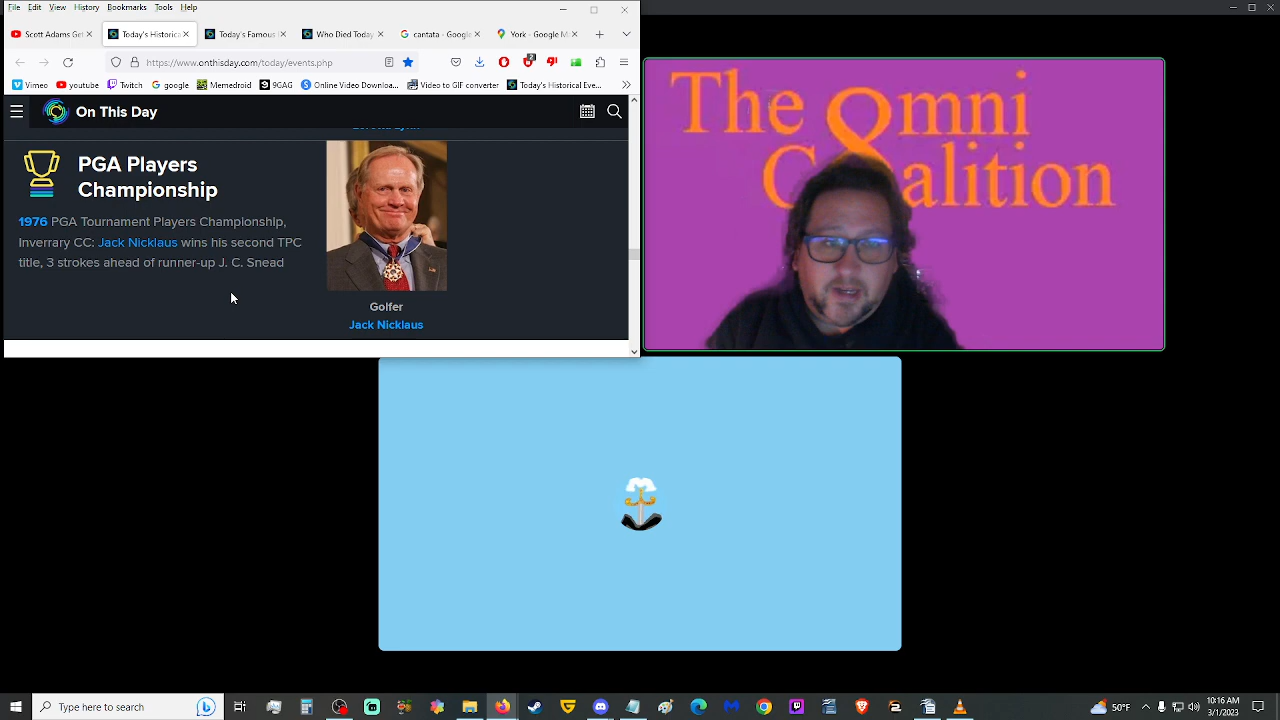 File Edit View History Bookmarks Tools Help
Scott Adams Get
Today's Historica
Today's Famous
Who Died Today
cantata - Google
York - Google M
https://www.onthisday.com/today/events.php
Vimeo youtube Twitch google Memedroid 9GAG Online Video Downloa... Video to GIF converter Today's Historical Eve...
On This Day
PGA Players
Championship
1976 PGA Tournament Players Championship,
Inverrary CC: Jack Nicklaus wins his second TPC
title, 3 strokes ahead of runner-up J. C. Snead
Golfer
Jack Nicklaus
The Omni
Coalition
Type here to search
50°F
10:16 AM
3/1/2023